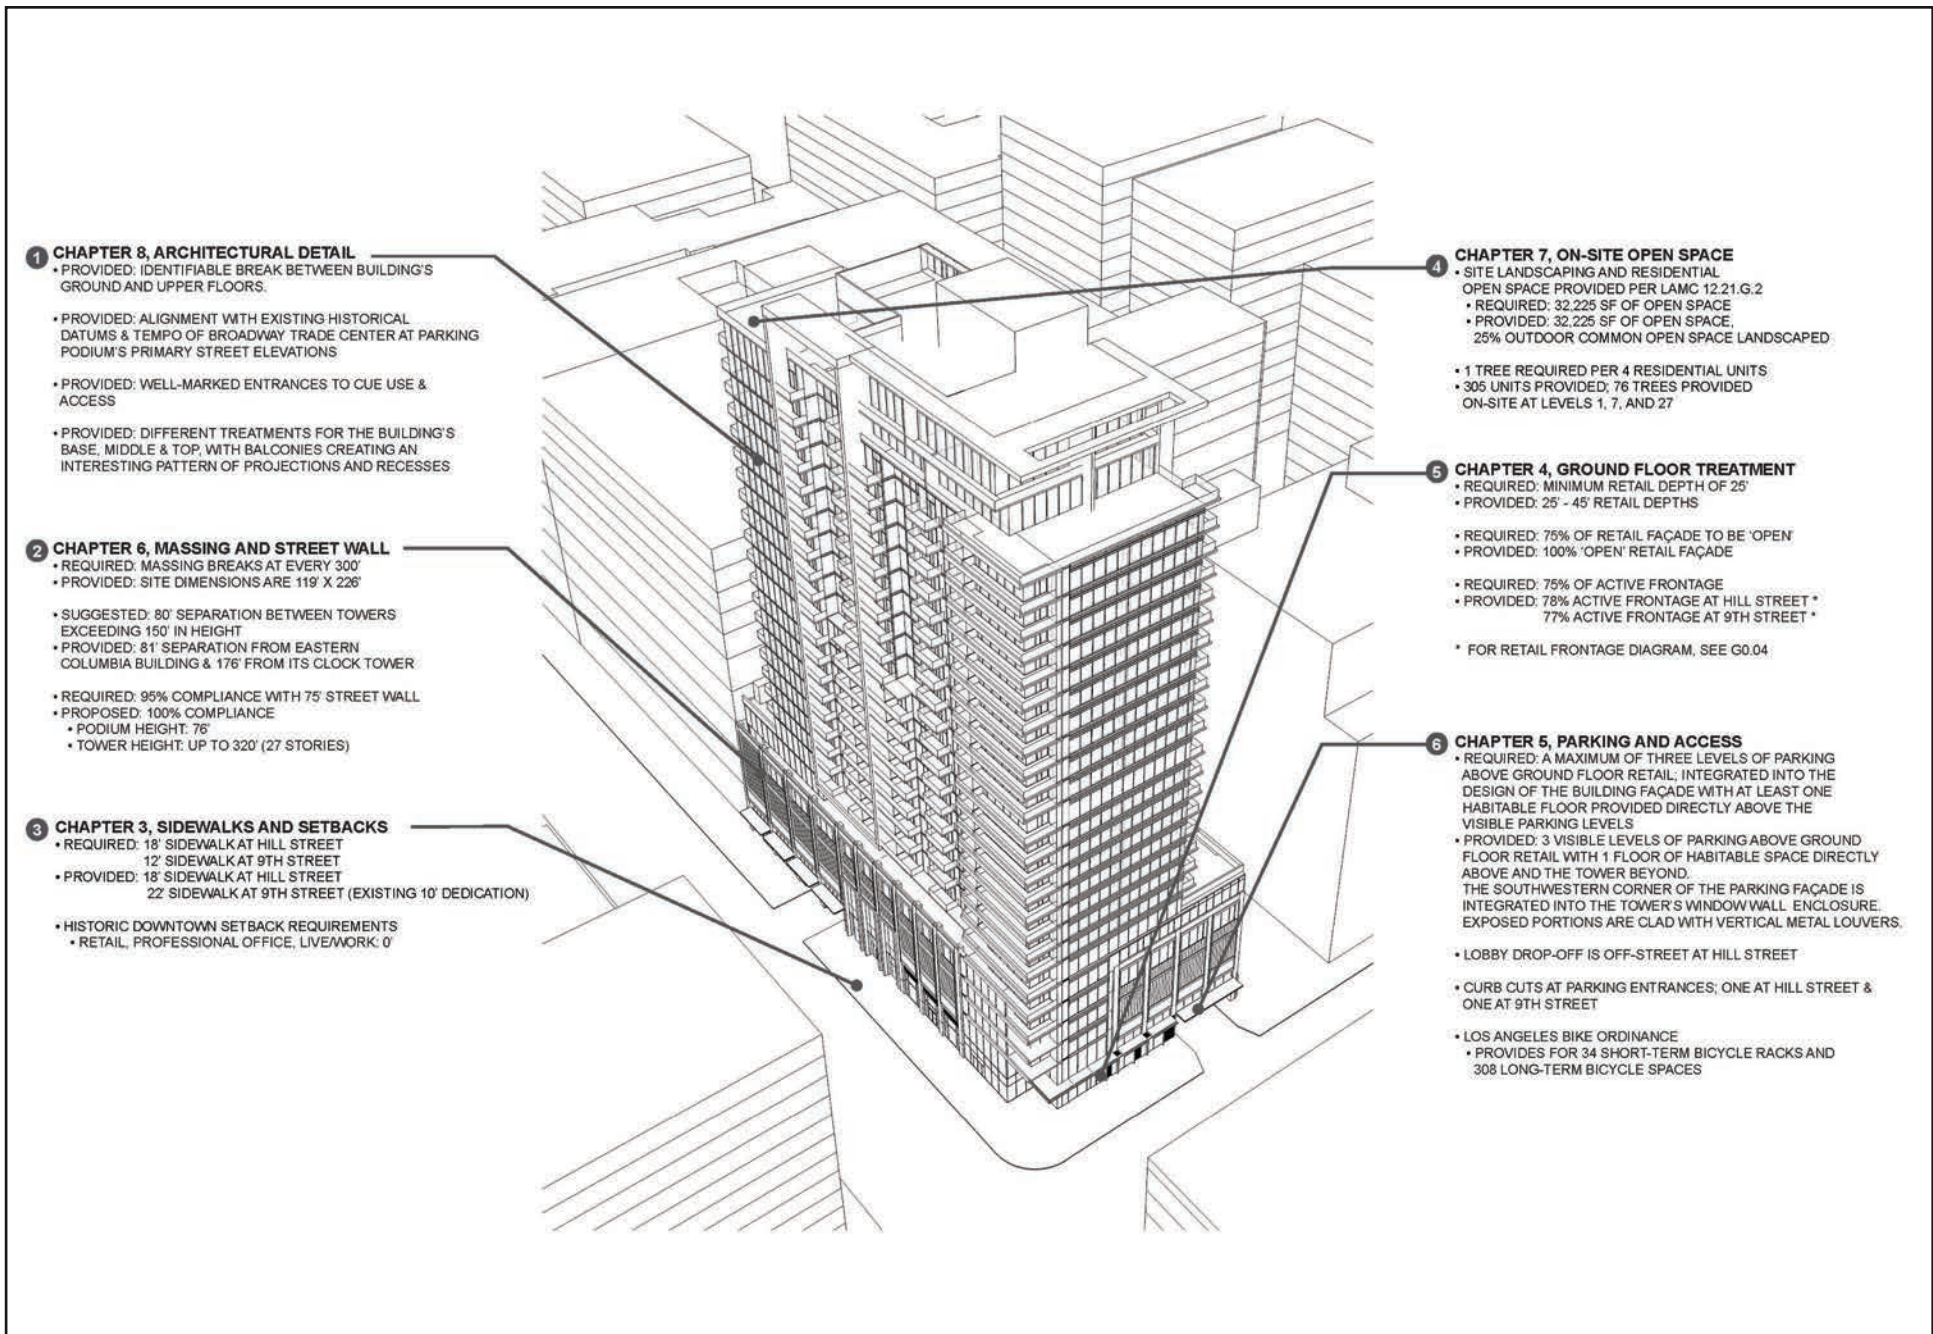 1 CHAPTER 8, ARCHITECTURAL DETAIL
• PROVIDED: IDENTIFIABLE BREAK BETWEEN BUILDING'S
GROUND AND UPPER FLOORS.
• PROVIDED: ALIGNMENT WITH EXISTING HISTORICAL
DATUMS & TEMPO OF BROADWAY TRADE CENTER AT PARKING
PODIUM'S PRIMARY STREET ELEVATIONS
• PROVIDED: WELL-MARKED ENTRANCES TO CUE USE &
ACCESS
• PROVIDED: DIFFERENT TREATMENTS FOR THE BUILDING'S
BASE, MIDDLE & TOP, WITH BALCONIES CREATING AN
INTERESTING PATTERN OF PROJECTIONS AND RECESSES
2 CHAPTER 6, MASSING AND STREET WALL
• REQUIRED: MASSING BREAKS AT EVERY 300'
• PROVIDED: SITE DIMENSIONS ARE 119' X 226'
• SUGGESTED: 80' SEPARATION BETWEEN TOWERS
EXCEEDING 150' IN HEIGHT
• PROVIDED: 81' SEPARATION FROM EASTERN
COLUMBIA BUILDING & 176' FROM ITS CLOCK TOWER
• REQUIRED: 95% COMPLIANCE WITH 75' STREET WALL
• PROPOSED: 100% COMPLIANCE
• PODIUM HEIGHT: 76'
• TOWER HEIGHT: UP TO 320' (27 STORIES)
3 CHAPTER 3, SIDEWALKS AND SETBACKS
• REQUIRED: 18' SIDEWALK AT HILL STREET
12' SIDEWALK AT 9TH STREET
• PROVIDED: 18' SIDEWALK AT HILL STREET
22' SIDEWALK AT 9TH STREET (EXISTING 10' DEDICATION)
• HISTORIC DOWNTOWN SETBACK REQUIREMENTS
• RETAIL, PROFESSIONAL OFFICE, LIVE/WORK: 0'
4 CHAPTER 7, ON-SITE OPEN SPACE
• SITE LANDSCAPING AND RESIDENTIAL
OPEN SPACE PROVIDED PER LAMC 12.21.G.2
• REQUIRED: 32,225 SF OF OPEN SPACE
• PROVIDED: 32,225 SF OF OPEN SPACE,
25% OUTDOOR COMMON OPEN SPACE LANDSCAPED
• 1 TREE REQUIRED PER 4 RESIDENTIAL UNITS
• 305 UNITS PROVIDED; 76 TREES PROVIDED
ON-SITE AT LEVELS 1, 7, AND 27
5 CHAPTER 4, GROUND FLOOR TREATMENT
• REQUIRED: MINIMUM RETAIL DEPTH OF 25'
• PROVIDED: 25' - 45' RETAIL DEPTHS
• REQUIRED: 75% OF RETAIL FAÇADE TO BE 'OPEN'
• PROVIDED: 100% 'OPEN' RETAIL FAÇADE
• REQUIRED: 75% OF ACTIVE FRONTAGE
• PROVIDED: 78% ACTIVE FRONTAGE AT HILL STREET *
77% ACTIVE FRONTAGE AT 9TH STREET *
* FOR RETAIL FRONTAGE DIAGRAM, SEE G0.04
6 CHAPTER 5, PARKING AND ACCESS
• REQUIRED: A MAXIMUM OF THREE LEVELS OF PARKING
ABOVE GROUND FLOOR RETAIL; INTEGRATED INTO THE
DESIGN OF THE BUILDING FAÇADE WITH AT LEAST ONE
HABITABLE FLOOR PROVIDED DIRECTLY ABOVE THE
VISIBLE PARKING LEVELS
• PROVIDED: 3 VISIBLE LEVELS OF PARKING ABOVE GROUND
FLOOR RETAIL WITH 1 FLOOR OF HABITABLE SPACE DIRECTLY
ABOVE AND THE TOWER BEYOND.
THE SOUTHWESTERN CORNER OF THE PARKING FAÇADE IS
INTEGRATED INTO THE TOWER'S WINDOW WALL ENCLOSURE.
EXPOSED PORTIONS ARE CLAD WITH VERTICAL METAL LOUVERS.
• LOBBY DROP-OFF IS OFF-STREET AT HILL STREET
• CURB CUTS AT PARKING ENTRANCES; ONE AT HILL STREET &
ONE AT 9TH STREET
• LOS ANGELES BIKE ORDINANCE
• PROVIDES FOR 34 SHORT-TERM BICYCLE RACKS AND
308 LONG-TERM BICYCLE SPACES